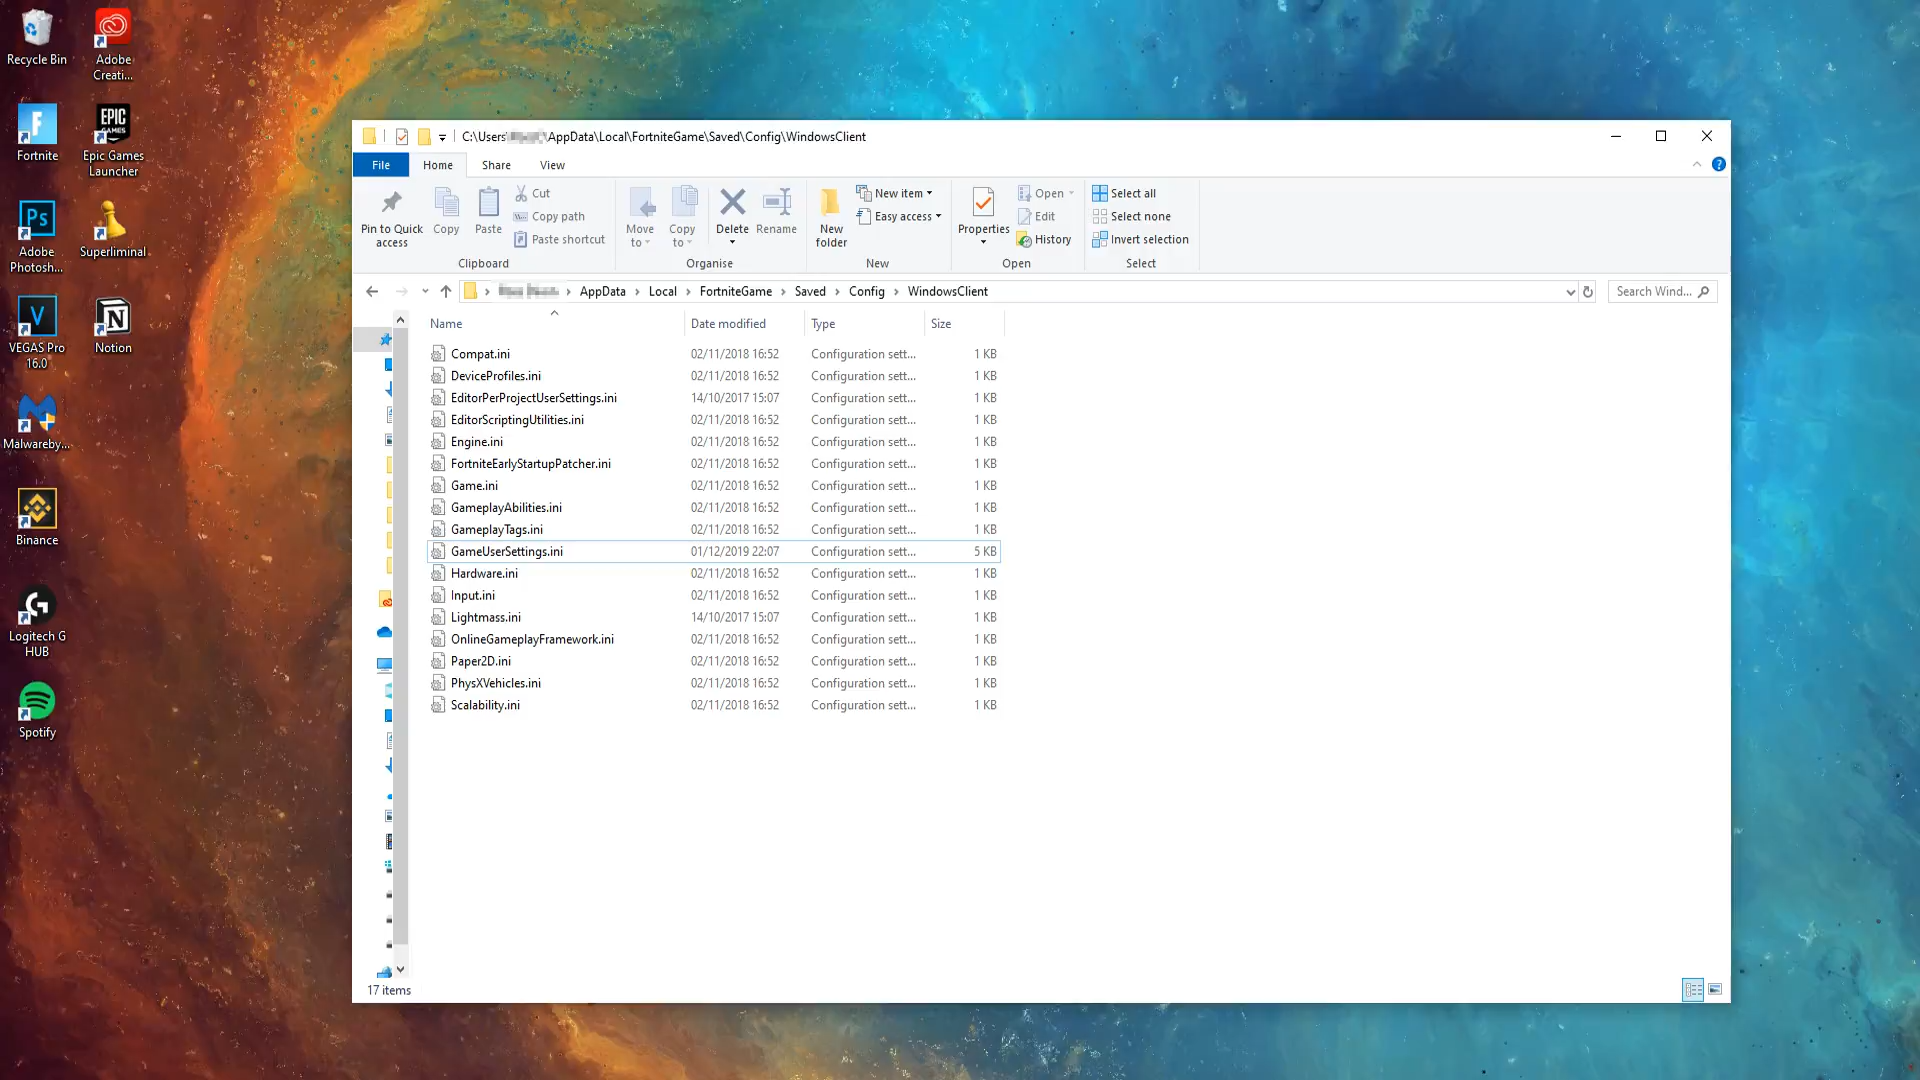 Recycle Bin
Adobe
Creati...
Fortnite
EPIC
GAMES
Epic Games
Launcher
Ps
Adobe
Photosh...
Superliminal
V
VEGAS Pro
16.0
Notion
Malwareby...
Binance
Logitech G
HUB
Spotify
C:\Users\
\AppData\Local\FortniteGame\Saved\Config\WindowsClient
File
Home
Share
View
Pin to Quick
access
Copy
Paste
Cut
Copy path
Paste shortcut
Clipboard
Move
to
Copy
to
Delete
Rename
Organise
New
folder
New item
Easy access
New
Properties
Open
Edit
History
Open
Select all
Select none
Invert selection
Select
AppData
Local
FortniteGame
Saved
Config
WindowsClient
Search Wind...
Name
Date modified
Type
Size
Compat.ini 02/11/2018 16:52 Configuration sett... 1 KB
DeviceProfiles.ini 02/11/2018 16:52 Configuration sett... 1 KB
EditorPerProjectUserSettings.ini 14/10/2017 15:07 Configuration sett... 1 KB
EditorScriptingUtilities.ini 02/11/2018 16:52 Configuration sett... 1 KB
Engine.ini 02/11/2018 16:52 Configuration sett... 1 KB
FortniteEarlyStartupPatcher.ini 02/11/2018 16:52 Configuration sett... 1 KB
Game.ini 02/11/2018 16:52 Configuration sett... 1 KB
GameplayAbilities.ini 02/11/2018 16:52 Configuration sett... 1 KB
GameplayTags.ini 02/11/2018 16:52 Configuration sett... 1 KB
GameUserSettings.ini 01/12/2019 22:07 Configuration sett... 5 KB
Hardware.ini 02/11/2018 16:52 Configuration sett... 1 KB
Input.ini 02/11/2018 16:52 Configuration sett... 1 KB
Lightmass.ini 14/10/2017 15:07 Configuration sett... 1 KB
OnlineGameplayFramework.ini 02/11/2018 16:52 Configuration sett... 1 KB
Paper2D.ini 02/11/2018 16:52 Configuration sett... 1 KB
PhysXVehicles.ini 02/11/2018 16:52 Configuration sett... 1 KB
Scalability.ini 02/11/2018 16:52 Configuration sett... 1 KB
17 items